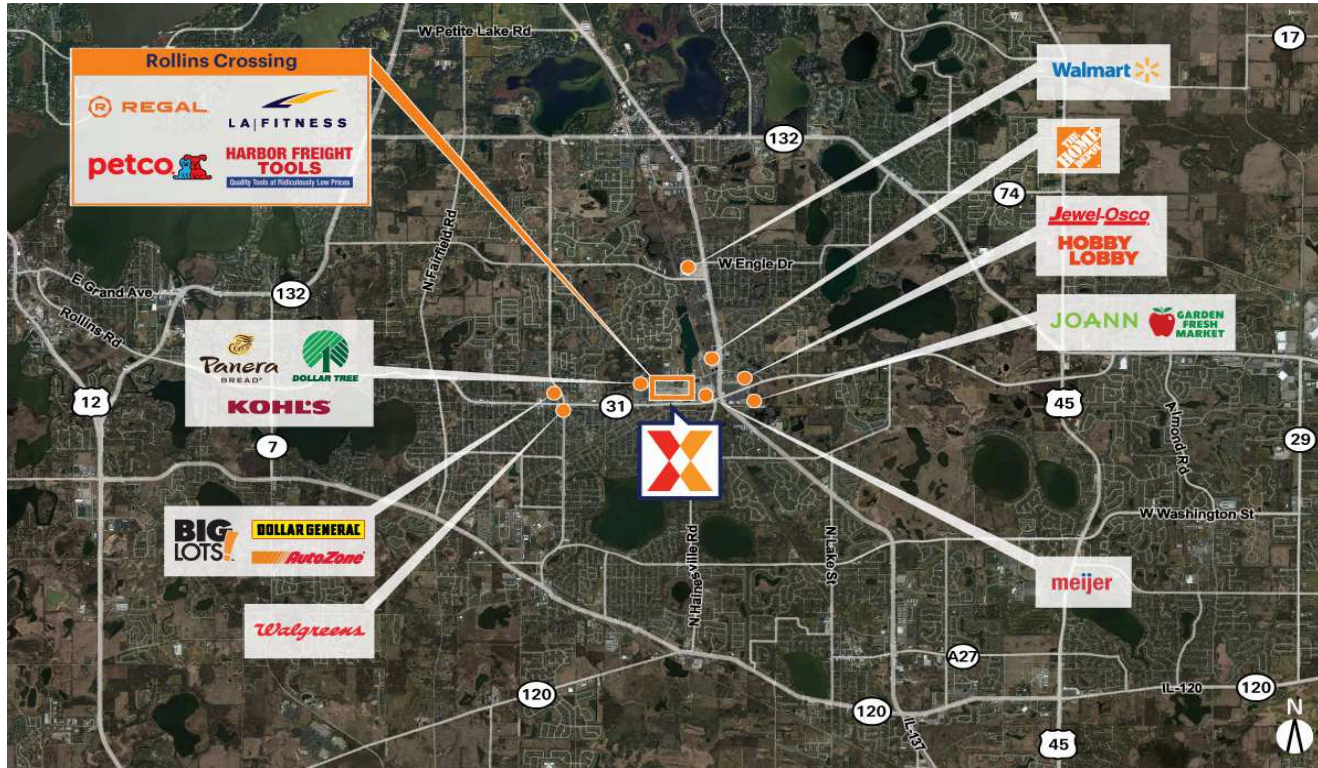 W Petite Lake Rd
17
Rollins Crossing
R REGAL
LA|FITNESS
petco
HARBOR FREIGHT
TOOLS
Quality Tools at Ridiculously Low Prices
Walmart
132
THE
HOME
DEPOT
74
Jewel-Osco
HOBBY
LOBBY
N Fairfield Rd
W Engle Dr
E Grand Ave
132
Rollins Rd
JOANN
GARDEN
FRESH
MARKET
Panera
BREAD®
DOLLAR TREE
KOHL'S
12
31
45
Almond Rd
7
29
BIG
LOTS!
DOLLAR GENERAL
AutoZone
W Washington St
N Hainesville Rd
N Lake St
meijer
Walgreens
A27
120
120
IL-120
120
IL-137
45
N